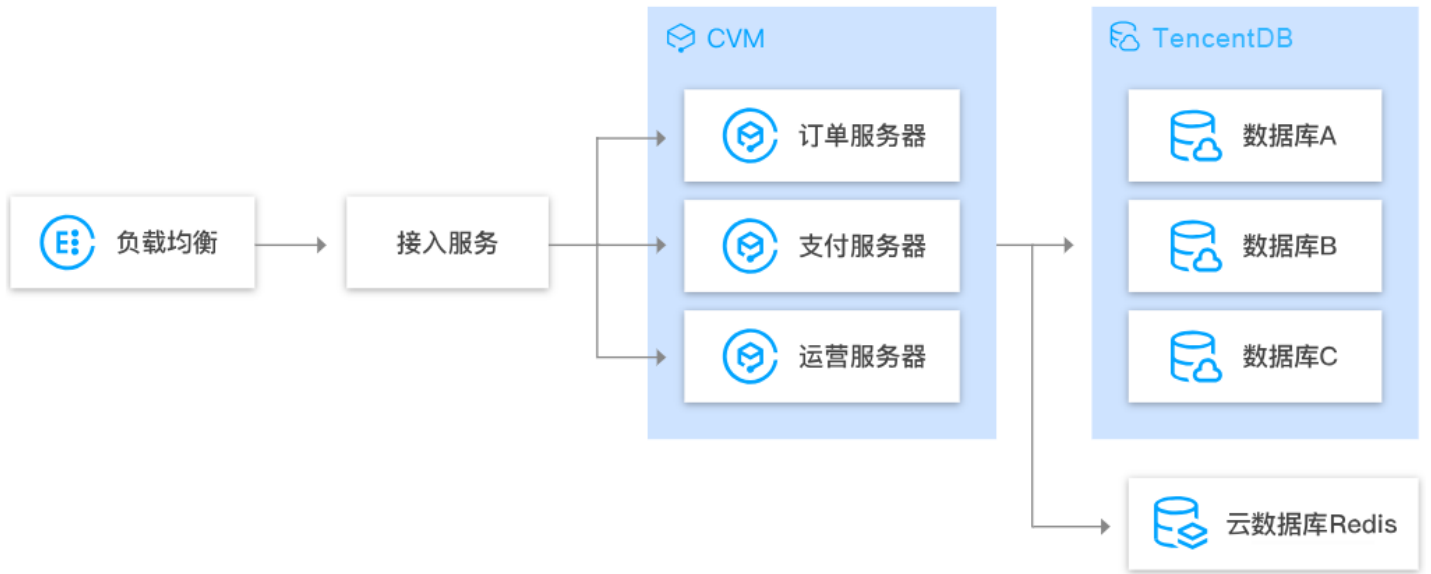 CVM
TencentDB
订单服务器
数据库A
负载均衡
接入服务
支付服务器
数据库B
运营服务器
数据库C
云数据库Redis